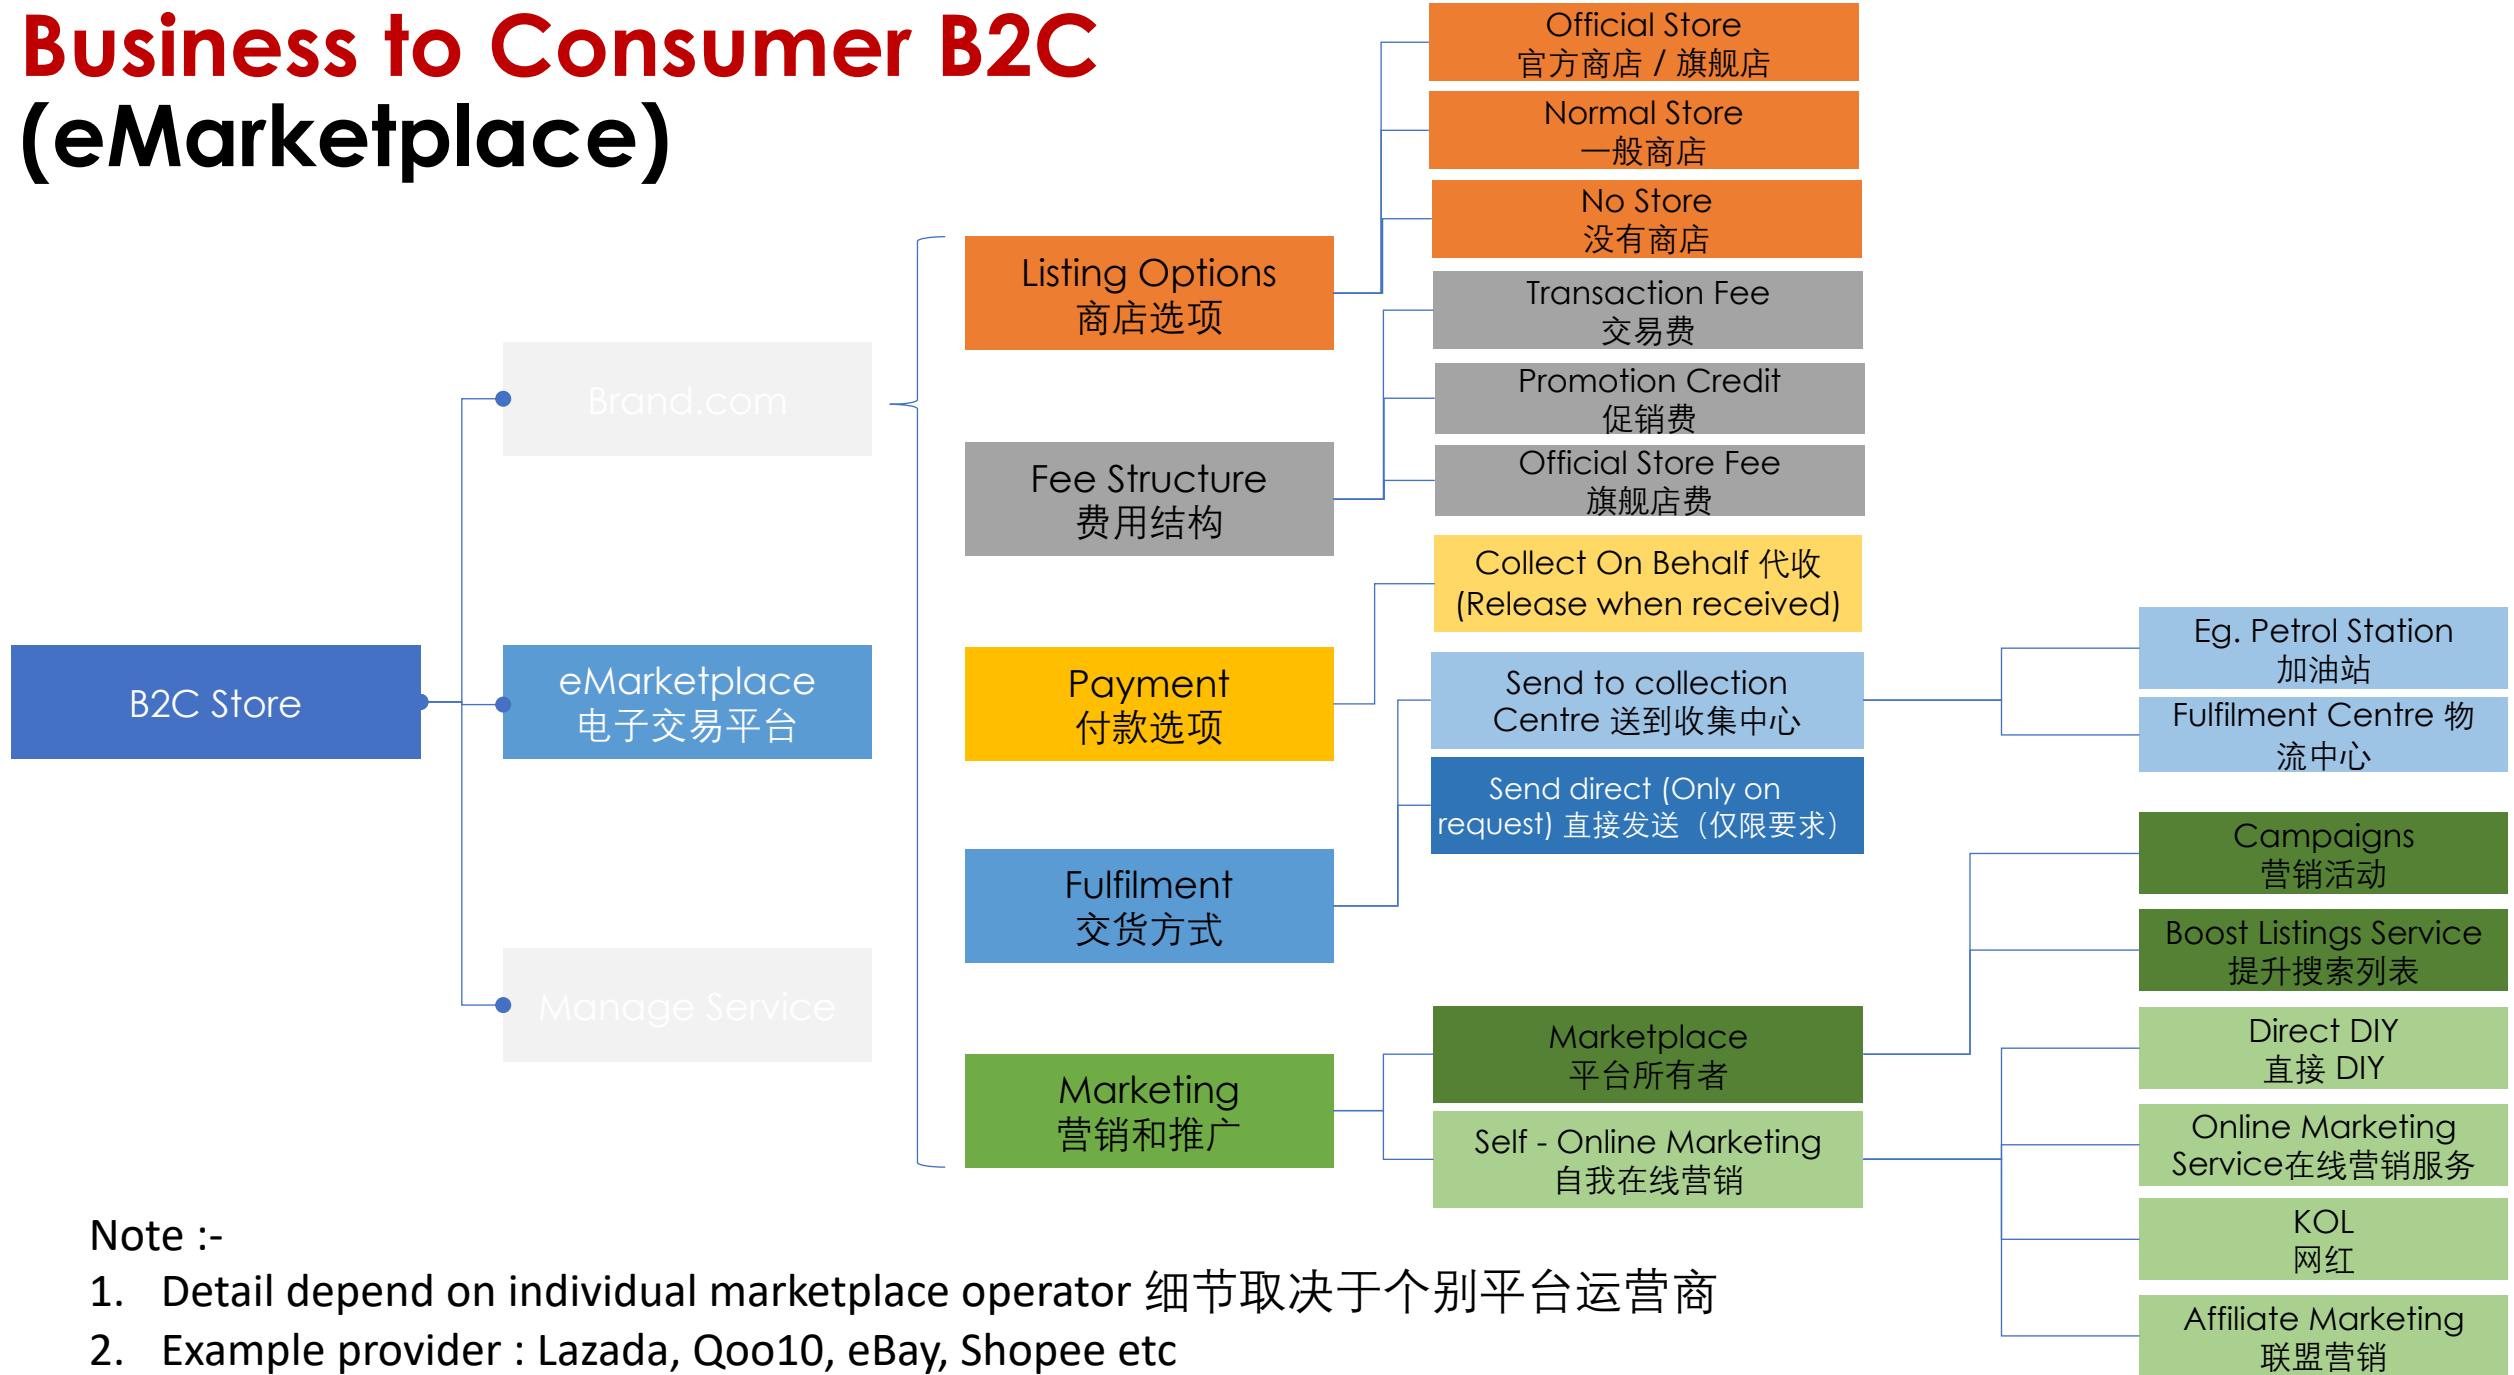 Business to Consumer B2C
(eMarketplace)
B2C Store
Brand.com
eMarketplace
电子交易平台
Manage Service
Listing Options
商店选项
Official Store
官方商店 / 旗舰店
Normal Store
一般商店
No Store
没有商店
Fee Structure
费用结构
Transaction Fee
交易费
Promotion Credit
促销费
Official Store Fee
旗舰店费
Payment
付款选项
Collect On Behalf 代收
(Release when received)
Fulfilment
交货方式
Send to collection
Centre 送到收集中心
Eg. Petrol Station
加油站
Fulfilment Centre 物
流中心
Send direct (Only on
request) 直接发送（仅限要求）
Marketing
营销和推广
Marketplace
平台所有者
Campaigns
营销活动
Boost Listings Service
提升搜索列表
Self - Online Marketing
自我在线营销
Direct DIY
直接 DIY
Online Marketing
Service在线营销服务
KOL
网红
Affiliate Marketing
联盟营销
Note :-
1. Detail depend on individual marketplace operator 细节取决于个别平台运营商
2. Example provider : Lazada, Qoo10, eBay, Shopee etc